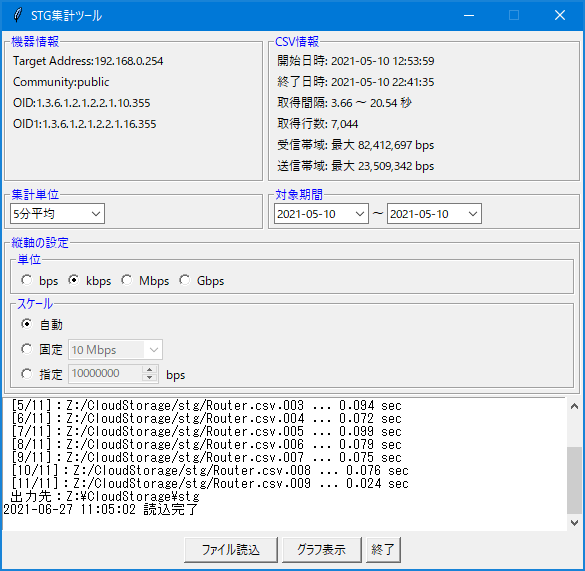 STG集計ツール
機器情報
Target Address:192.168.0.254
Community:public
OID:1.3.6.1.2.1.2.2.1.10.355
OID1:1.3.6.1.2.1.2.2.1.16.355
CSV情報
開始日時: 2021-05-10 12:53:59
終了日時: 2021-05-10 22:41:35
取得間隔: 3.66 ～ 20.54 秒
取得行数: 7,044
受信帯域: 最大 82,412,697 bps
送信帯域: 最大 23,509,342 bps
集計単位
5分平均
対象期間
2021-05-10 ～ 2021-05-10
縦軸の設定
単位
bps kbps Mbps Gbps
スケール
自動
固定 10 Mbps
指定 10000000 bps
[5/11]：Z:/CloudStorage/stg/Router.csv.003 ... 0.094 sec
[6/11]：Z:/CloudStorage/stg/Router.csv.004 ... 0.072 sec
[7/11]：Z:/CloudStorage/stg/Router.csv.005 ... 0.099 sec
[8/11]：Z:/CloudStorage/stg/Router.csv.006 ... 0.079 sec
[9/11]：Z:/CloudStorage/stg/Router.csv.007 ... 0.075 sec
[10/11]：Z:/CloudStorage/stg/Router.csv.008 ... 0.076 sec
[11/11]：Z:/CloudStorage/stg/Router.csv.009 ... 0.024 sec
出力先：Z:¥CloudStorage¥stg
2021-06-27 11:05:02 読込完了
ファイル読込 グラフ表示 終了